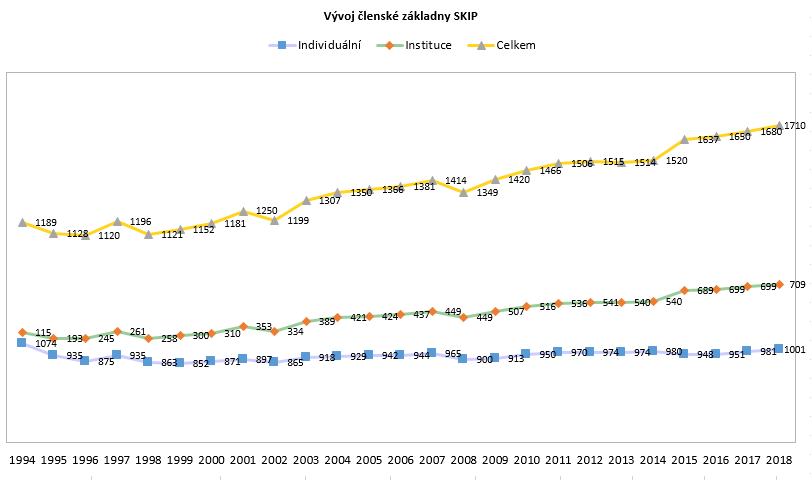 Vývoj členské základny SKIP
Individuální Instituce Celkem
1189 1128 1120 1196 1121 1152 1181 1250 1199 1307 1350 1366 1381 1414 1349 1420 1466 1506 1515 1514 1520 1637 1650 1680 1710
115 193 245 261 258 300 310 353 334 389 421 424 437 449 449 507 516 536 541 540 540 689 699 699 709
1074 935 875 935 863 852 871 897 865 918 929 942 944 965 900 913 950 970 974 974 980 948 951 981 1001
1994 1995 1996 1997 1998 1999 2000 2001 2002 2003 2004 2005 2006 2007 2008 2009 2010 2011 2012 2013 2014 2015 2016 2017 2018